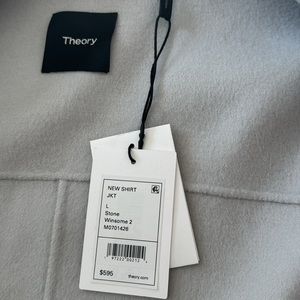 Theory
NEW SHIRT
JKT
L
Stone
Winsome 2
M0701426
$595
theory.com